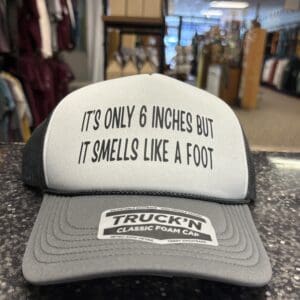 IT'S ONLY 6 INCHES BUT
IT SMELLS LIKE A FOOT
TRUCK'N
CLASSIC FOAM CAP